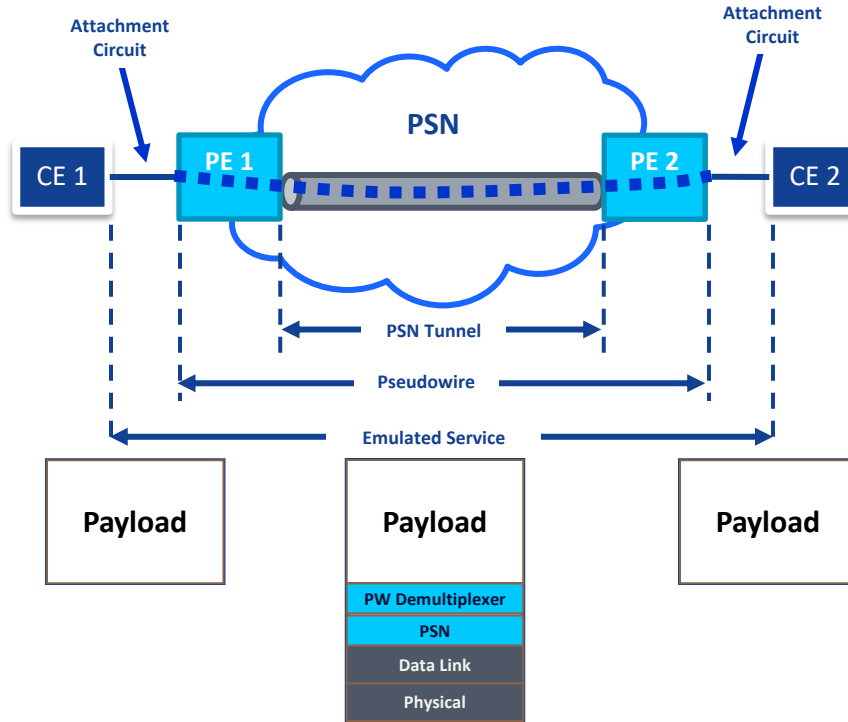 Attachment
Circuit
Attachment
Circuit
PSN
CE 1
PE 1
PE 2
CE 2
PSN Tunnel
Pseudowire
Emulated Service
Payload
Payload
Payload
PW Demultiplexer
PSN
Data Link
Physical